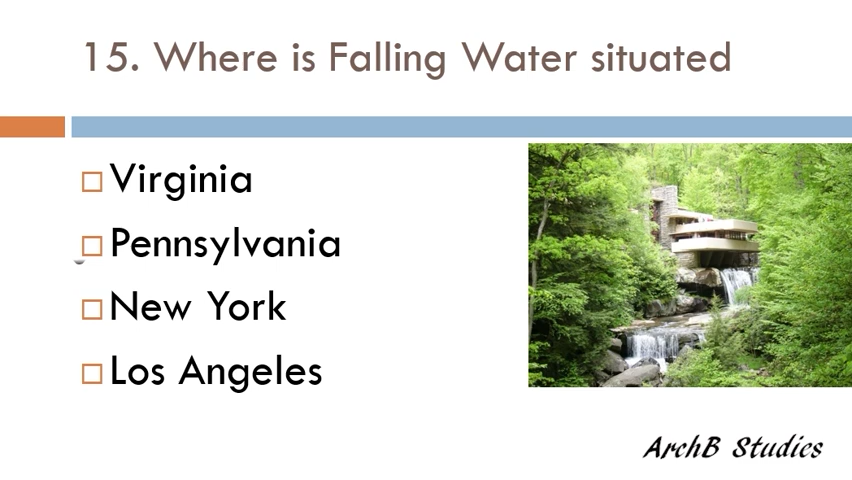 15. Where is Falling Water situated
Virginia
Pennsylvania
New York
Los Angeles
ArchB Studies